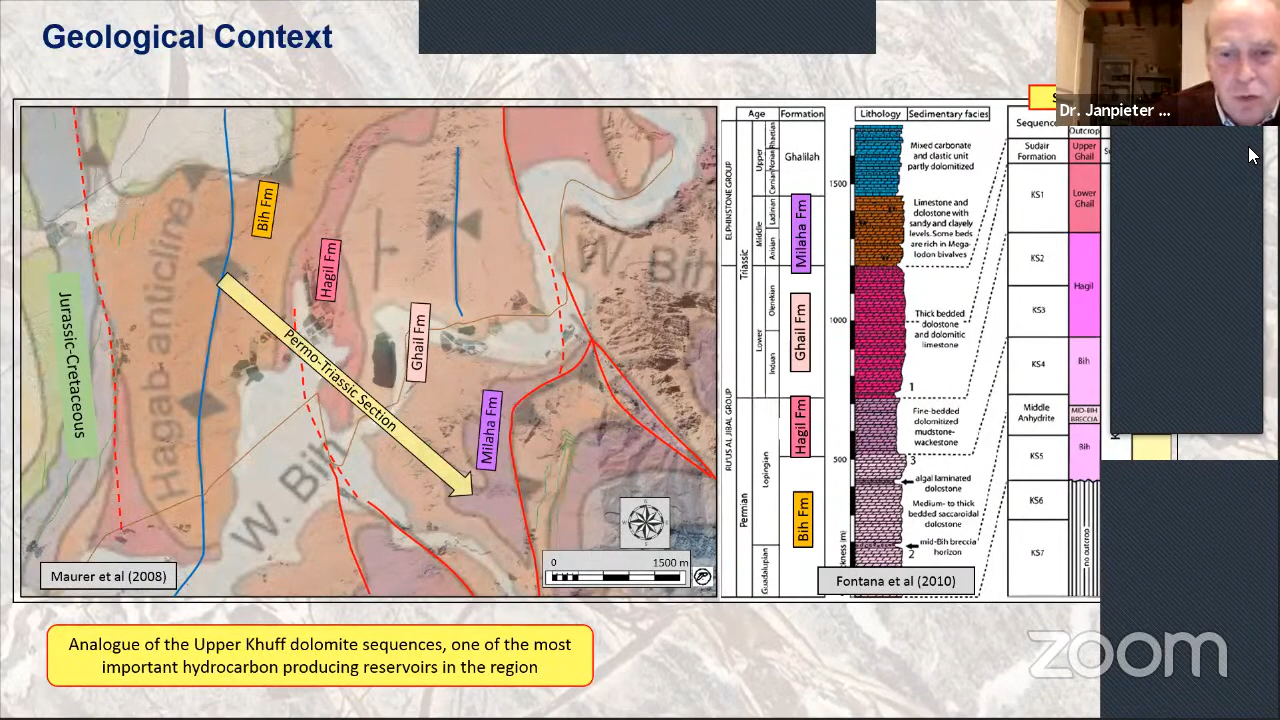 Geological Context
Dr. Janpieter ...
Bih Fm
Hagil Fm
Ghail Fm
Milaha Fm
Jurassic-Cretaceous
Permo-Triassic Section
W. Bih
W. Bih
0
1500 m
Maurer et al (2008)
Age
Formation
Lithology
Sedimentary facies
ELPHINSTONE GROUP
RU'US AL JIBAL GROUP
Triassic
Permian
Upper
Middle
Lower
Lopingian
Guadalupian
Carnian
Ladinian
Anisian
Olenekian
Induan
Ghalilah
Milaha Fm
Ghail Fm
Hagil Fm
Bih Fm
1500
1000
500
Mixed carbonate
and clastic unit
partly dolomitized
Limestone and
dolostone with
sandy and clayely
levels. Some beds
are rich in Mega-
lodon bivalves
Thick bedded
dolostone
and dolomitic
limestone
1
Fine-bedded
dolomitized
mudstone-
wackestone
3
algal laminated
dolostone
Medium- to thick
bedded saccaroidal
dolostone
mid-Bih breccia
horizon
2
Fontana et al (2010)
Sequence
Outcrop
Sudair
Formation
Upper
Ghail
KS1
Lower
Ghail
KS2
Hagil
KS3
KS4
Bih
Middle
Anhydrite
MID-BIH
BRECCIA
KS5
Bih
KS6
KS7
no outcrop
Analogue of the Upper Khuff dolomite sequences, one of the most
important hydrocarbon producing reservoirs in the region
zoom